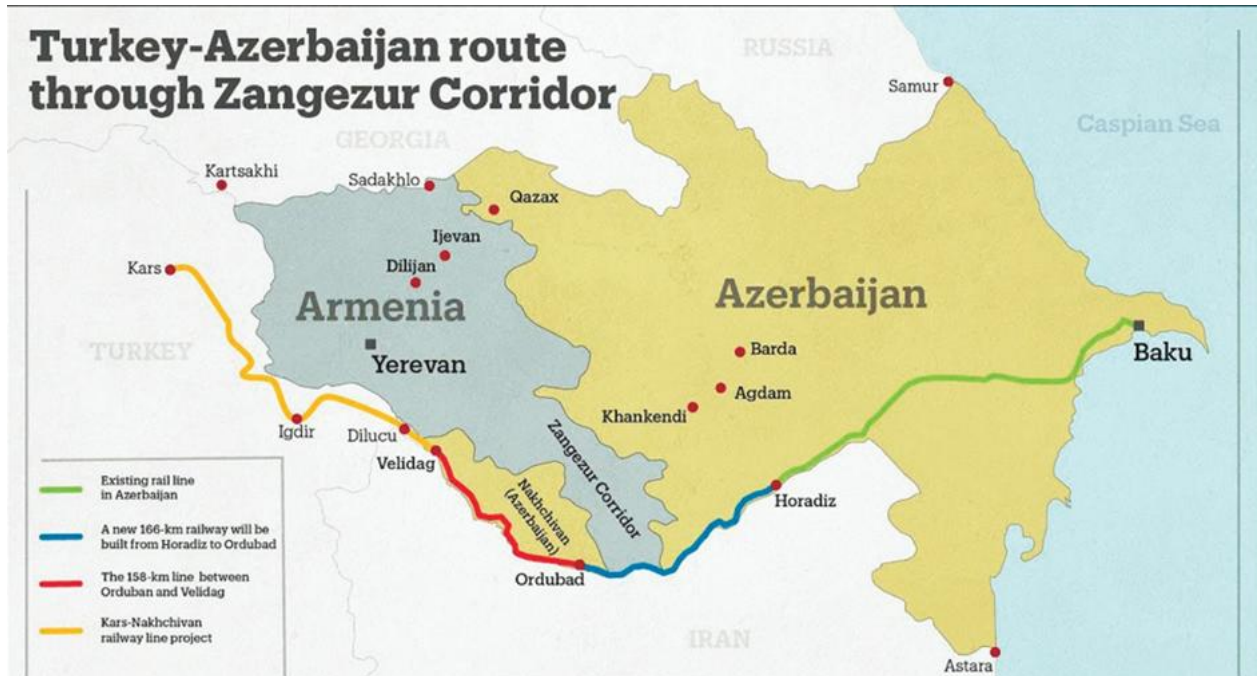 Turkey-Azerbaijan route
through Zangezur Corridor
RUSSIA
Samur
Caspian Sea
GEORGIA
Kartsakhi
Sadakhlo
Qazax
Ijevan
Dilijan
Kars
Armenia
Azerbaijan
TURKEY
Yerevan
Barda
Baku
Agdam
Khankendi
Igdir
Dilucu
Velidag
Zangezur Corridor
Nakhchivan
(Azerbaijan)
Horadiz
Ordubad
IRAN
Astara
Existing rail line
in Azerbaijan
A new 166-km railway will be
built from Horadiz to Ordubad
The 158-km line between
Orduban and Velidag
Kars-Nakhchivan
railway line project